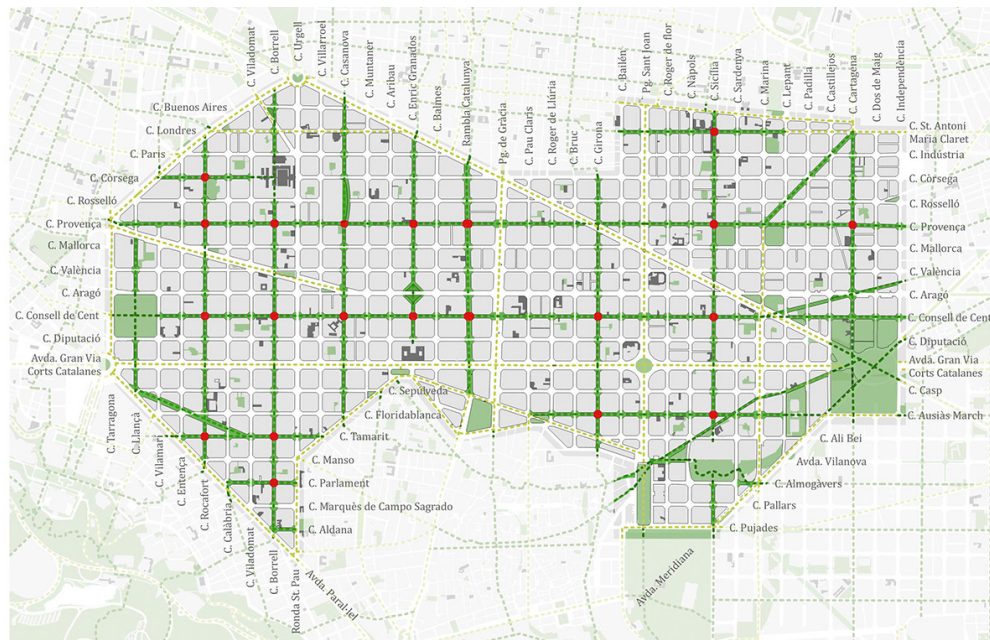 C. Viladomat
C. Borrell
C. Urgell
C. Villarroel
C. Casanova
C. Muntaner
C. Aribau
C. Enric Granados
C. Balmes
Rambla Catalunya
Pg. de Gràcia
C. Pau Claris
C. Roger de Llúria
C. Bruc
C. Girona
C. Bailén
Pg. Sant Joan
C. Roger de flor
C. Nàpols
C. Sicília
C. Sardenya
C. Marina
C. Lepant
C. Padilla
C. Castillejos
C. Cartagena
C. Dos de Maig
C. Independència
C. Buenos Aires
C. Londres
C. Paris
C. Còrsega
C. Rosselló
C. Provença
C. Mallorca
C. València
C. Aragó
C. Consell de Cent
C. Diputació
Avda. Gran Via
Corts Catalanes
C. St. Antoni
Maria Claret
C. Indústria
C. Còrsega
C. Rosselló
C. Provença
C. Mallorca
C. València
C. Aragó
C. Consell de Cent
C. Diputació
Avda. Gran Via
Corts Catalanes
C. Casp
C. Ausiàs March
C. Ali Bei
Avda. Vilanova
C. Almogàvers
C. Pallars
C. Pujades
Avda. Meridiana
C. Sepúlveda
C. Floridablanca
C. Tamarit
C. Manso
C. Parlament
C. Marquès de Campo Sagrado
C. Aldana
C. Tarragona
C. Llançà
C. Vilamarí
C. Entença
C. Rocafort
C. Calàbria
C. Viladomat
C. Borrell
Ronda St. Pau
Avda. Paral·lel